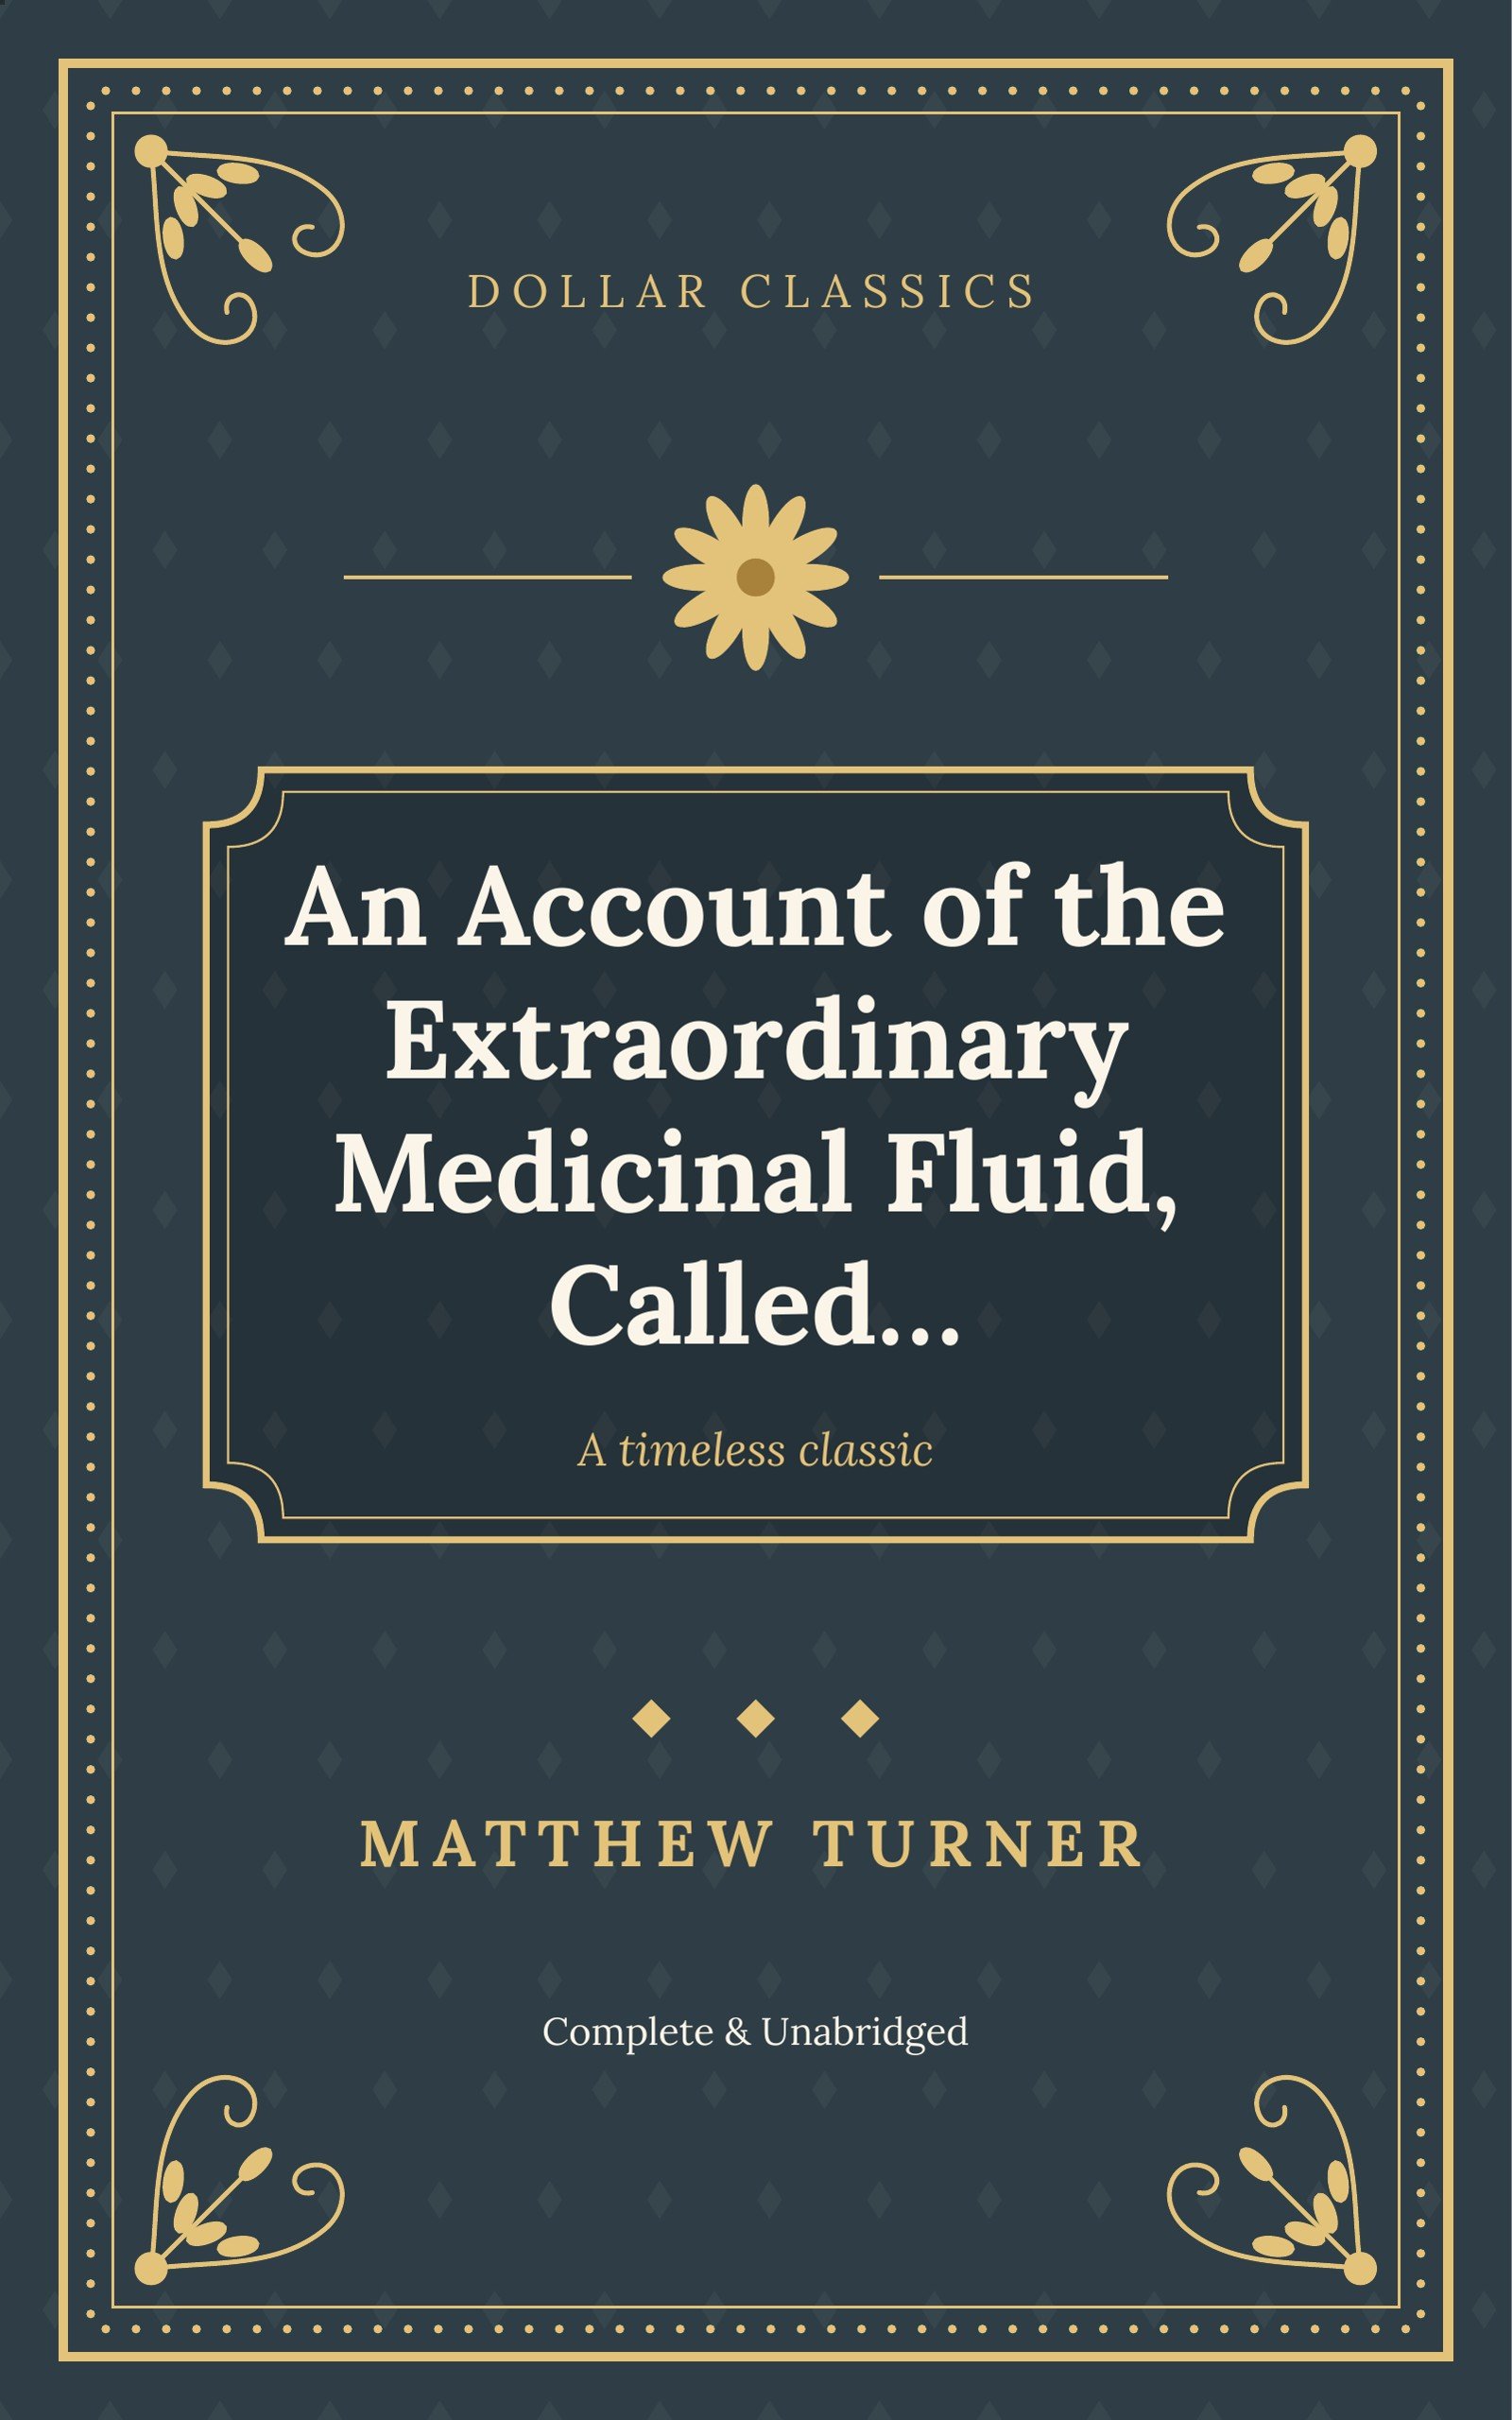 DOLLAR CLASSICS
An Account of the
Extraordinary
Medicinal Fluid,
Called...
A timeless classic
MATTHEW TURNER
Complete & Unabridged